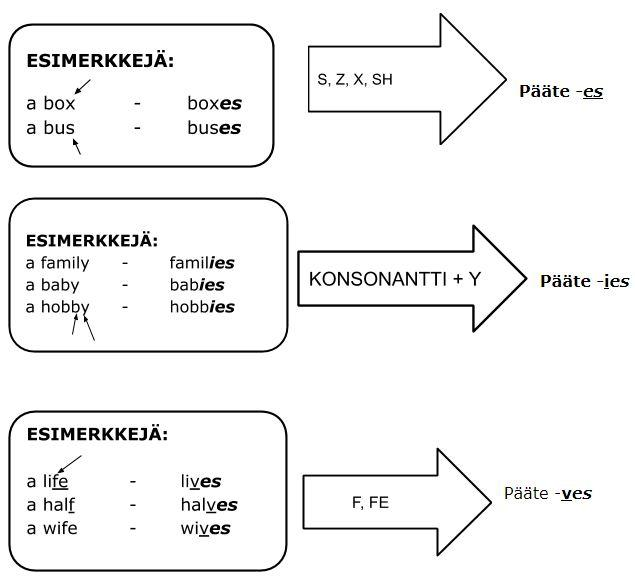 ESIMERKKEJÄ:
a box - boxes
a bus - buses
S, Z, X, SH
Pääte -es
ESIMERKKEJÄ:
a family - families
a baby - babies
a hobby - hobbies
KONSONANTTI + Y
Pääte -ies
ESIMERKKEJÄ:
a life - lives
a half - halves
a wife - wives
F, FE
Pääte -ves